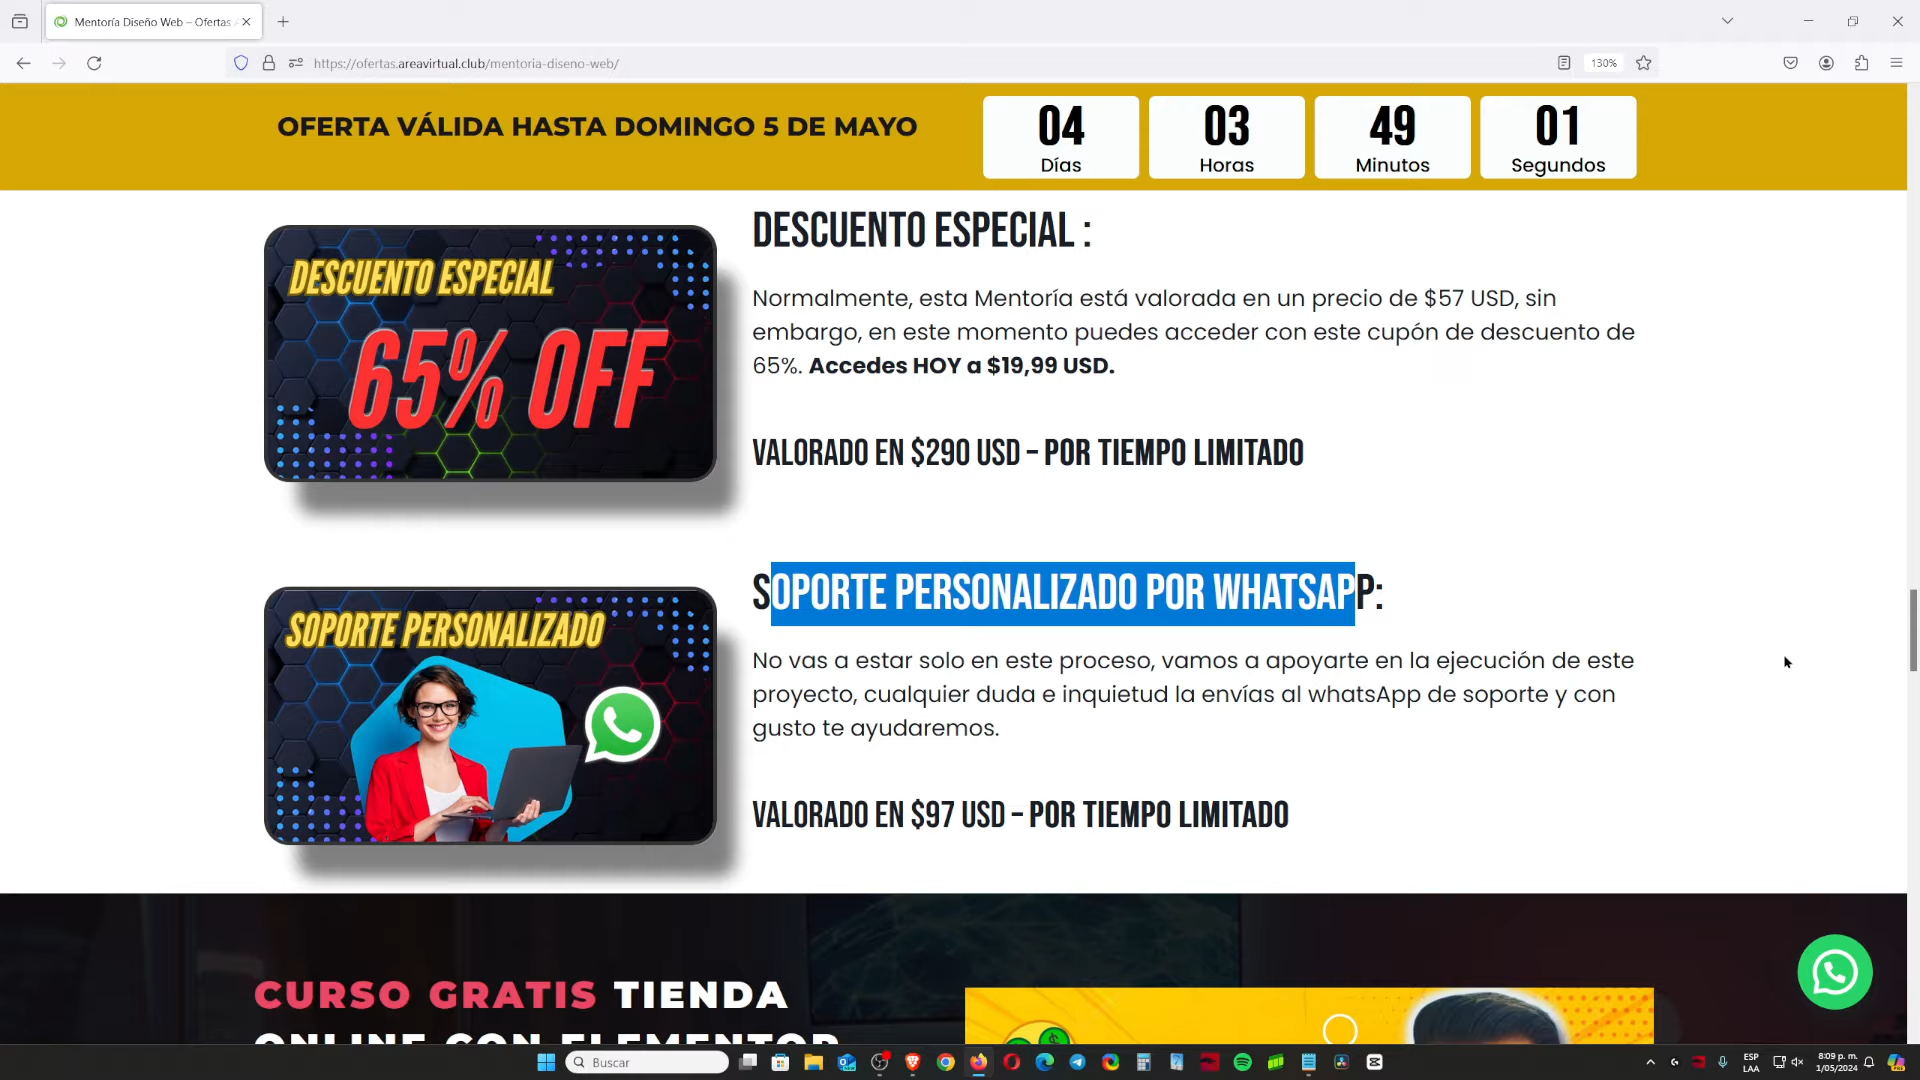 Mentoría Diseño Web – Ofertas
https://ofertas.areavirtual.club/mentoria-diseno-web/
130%
OFERTA VÁLIDA HASTA DOMINGO 5 DE MAYO
04
Días
03
Horas
49
Minutos
01
Segundos
DESCUENTO ESPECIAL
65% OFF
DESCUENTO ESPECIAL :
Normalmente, esta Mentoría está valorada en un precio de $57 USD, sin
embargo, en este momento puedes acceder con este cupón de descuento de
65%. Accedes HOY a $19,99 USD.
VALORADO EN $290 USD – POR TIEMPO LIMITADO
SOPORTE PERSONALIZADO
SOPORTE PERSONALIZADO POR WHATSAPP:
No vas a estar solo en este proceso, vamos a apoyarte en la ejecución de este
proyecto, cualquier duda e inquietud la envías al whatsApp de soporte y con
gusto te ayudaremos.
VALORADO EN $97 USD – POR TIEMPO LIMITADO
CURSO GRATIS TIENDA
ONLINE CON ELEMENTOR
Buscar
ESP
LAA
8:09 p. m.
1/05/2024